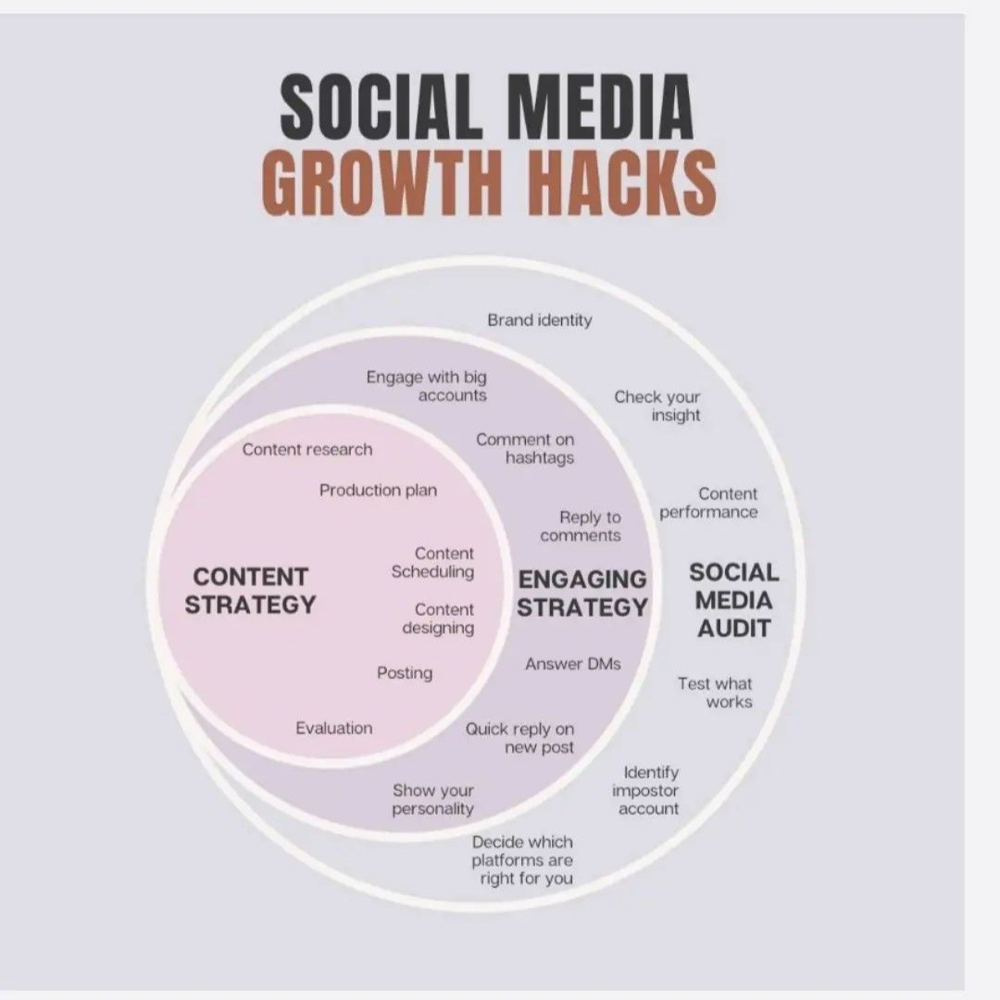 SOCIAL MEDIA
GROWTH HACKS
Brand identity
Engage with big
accounts
Check your
insight
Comment on
hashtags
Content research
Production plan
Content
performance
Reply to
comments
Content
Scheduling
CONTENT
STRATEGY
ENGAGING
STRATEGY
SOCIAL
MEDIA
AUDIT
Content
designing
Answer DMs
Posting
Test what
works
Evaluation
Quick reply on
new post
Identify
impostor
account
Show your
personality
Decide which
platforms are
right for you